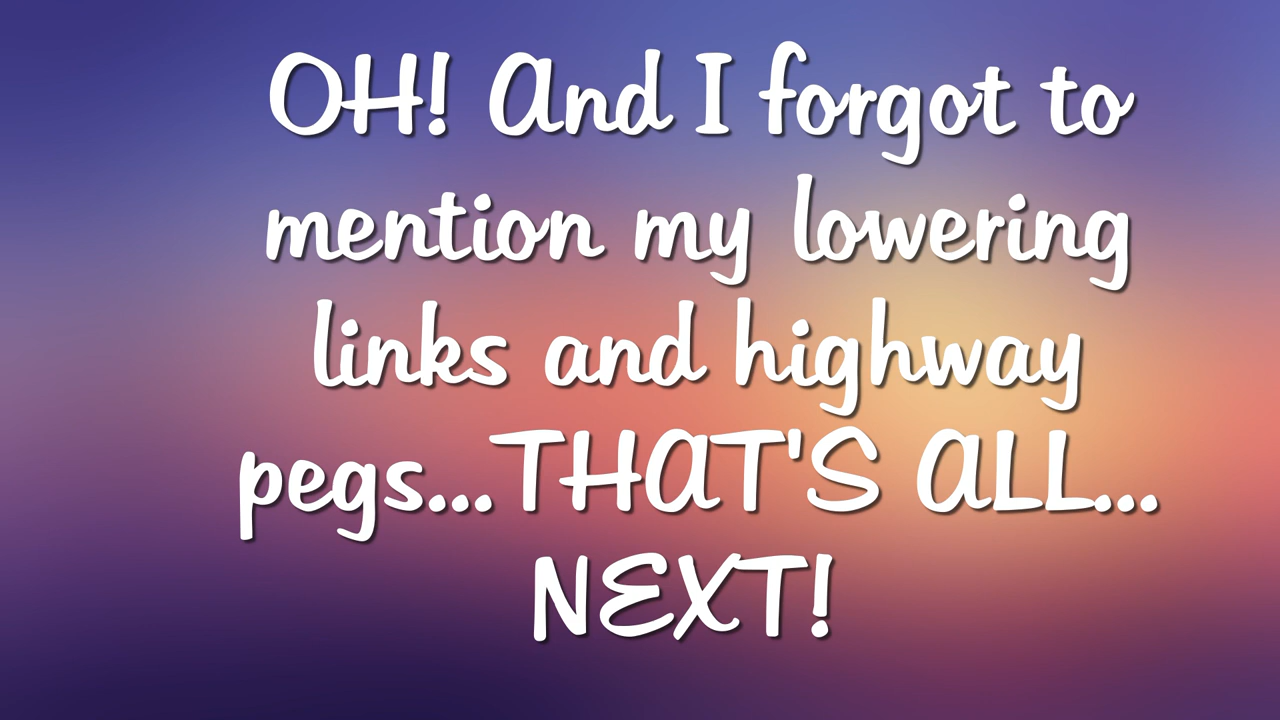 OH! And I forgot to
mention my lowering
links and highway
pegs...THAT'S ALL...
NEXT!